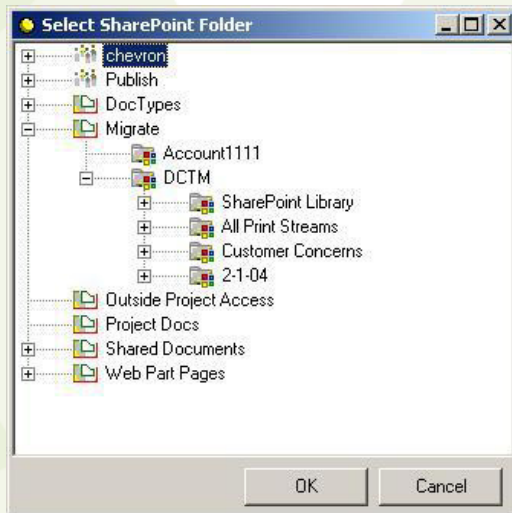 Select SharePoint Folder
chevron
Publish
DocTypes
Migrate
Account1111
DCTM
SharePoint Library
All Print Streams
Customer Concerns
2-1-04
Outside Project Access
Project Docs
Shared Documents
Web Part Pages
OK Cancel